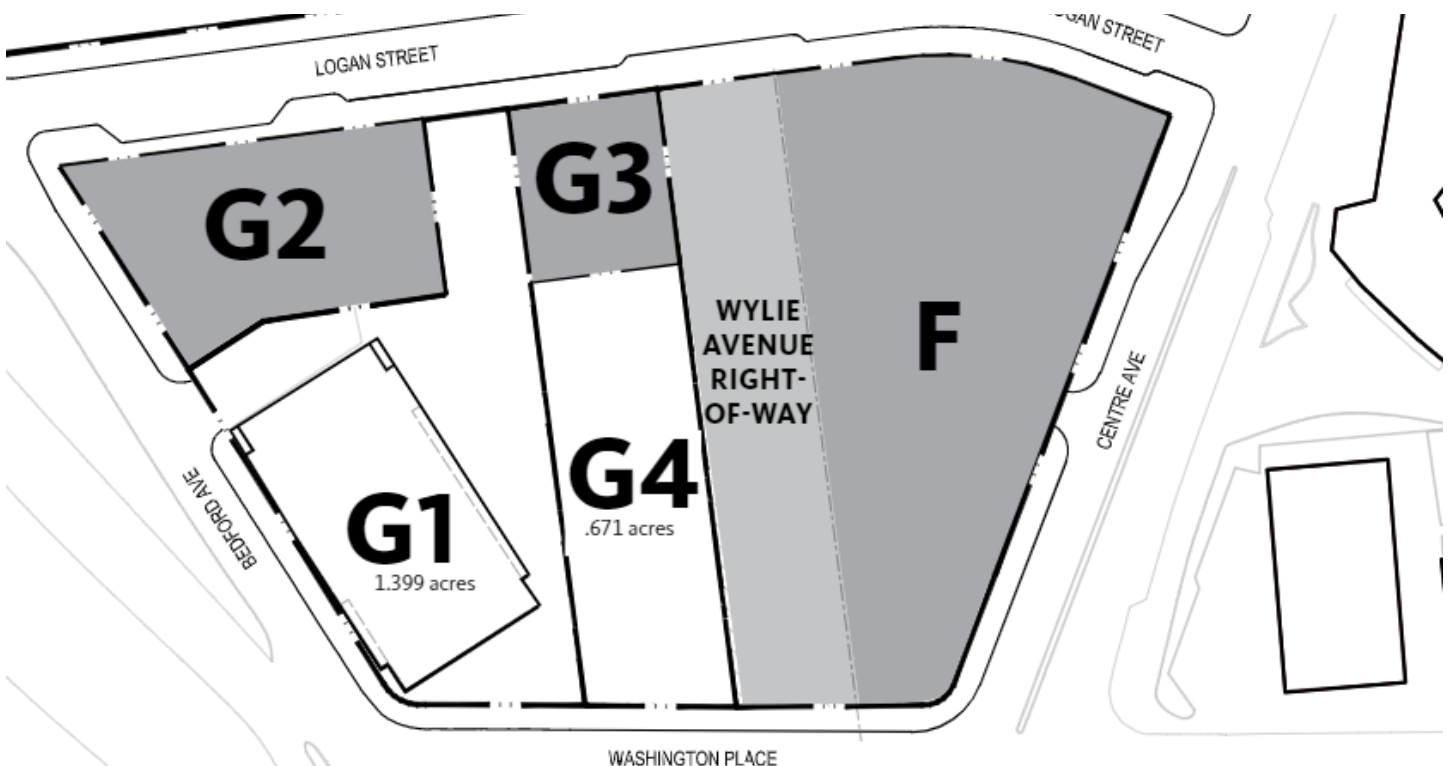 LOGAN STREET
OGAN STREET
G2
G3
WYLIE
AVENUE
RIGHT-
OF-WAY
F
CENTRE AVE
G4
.671 acres
BEDFORD AVE
G1
1.399 acres
WASHINGTON PLACE